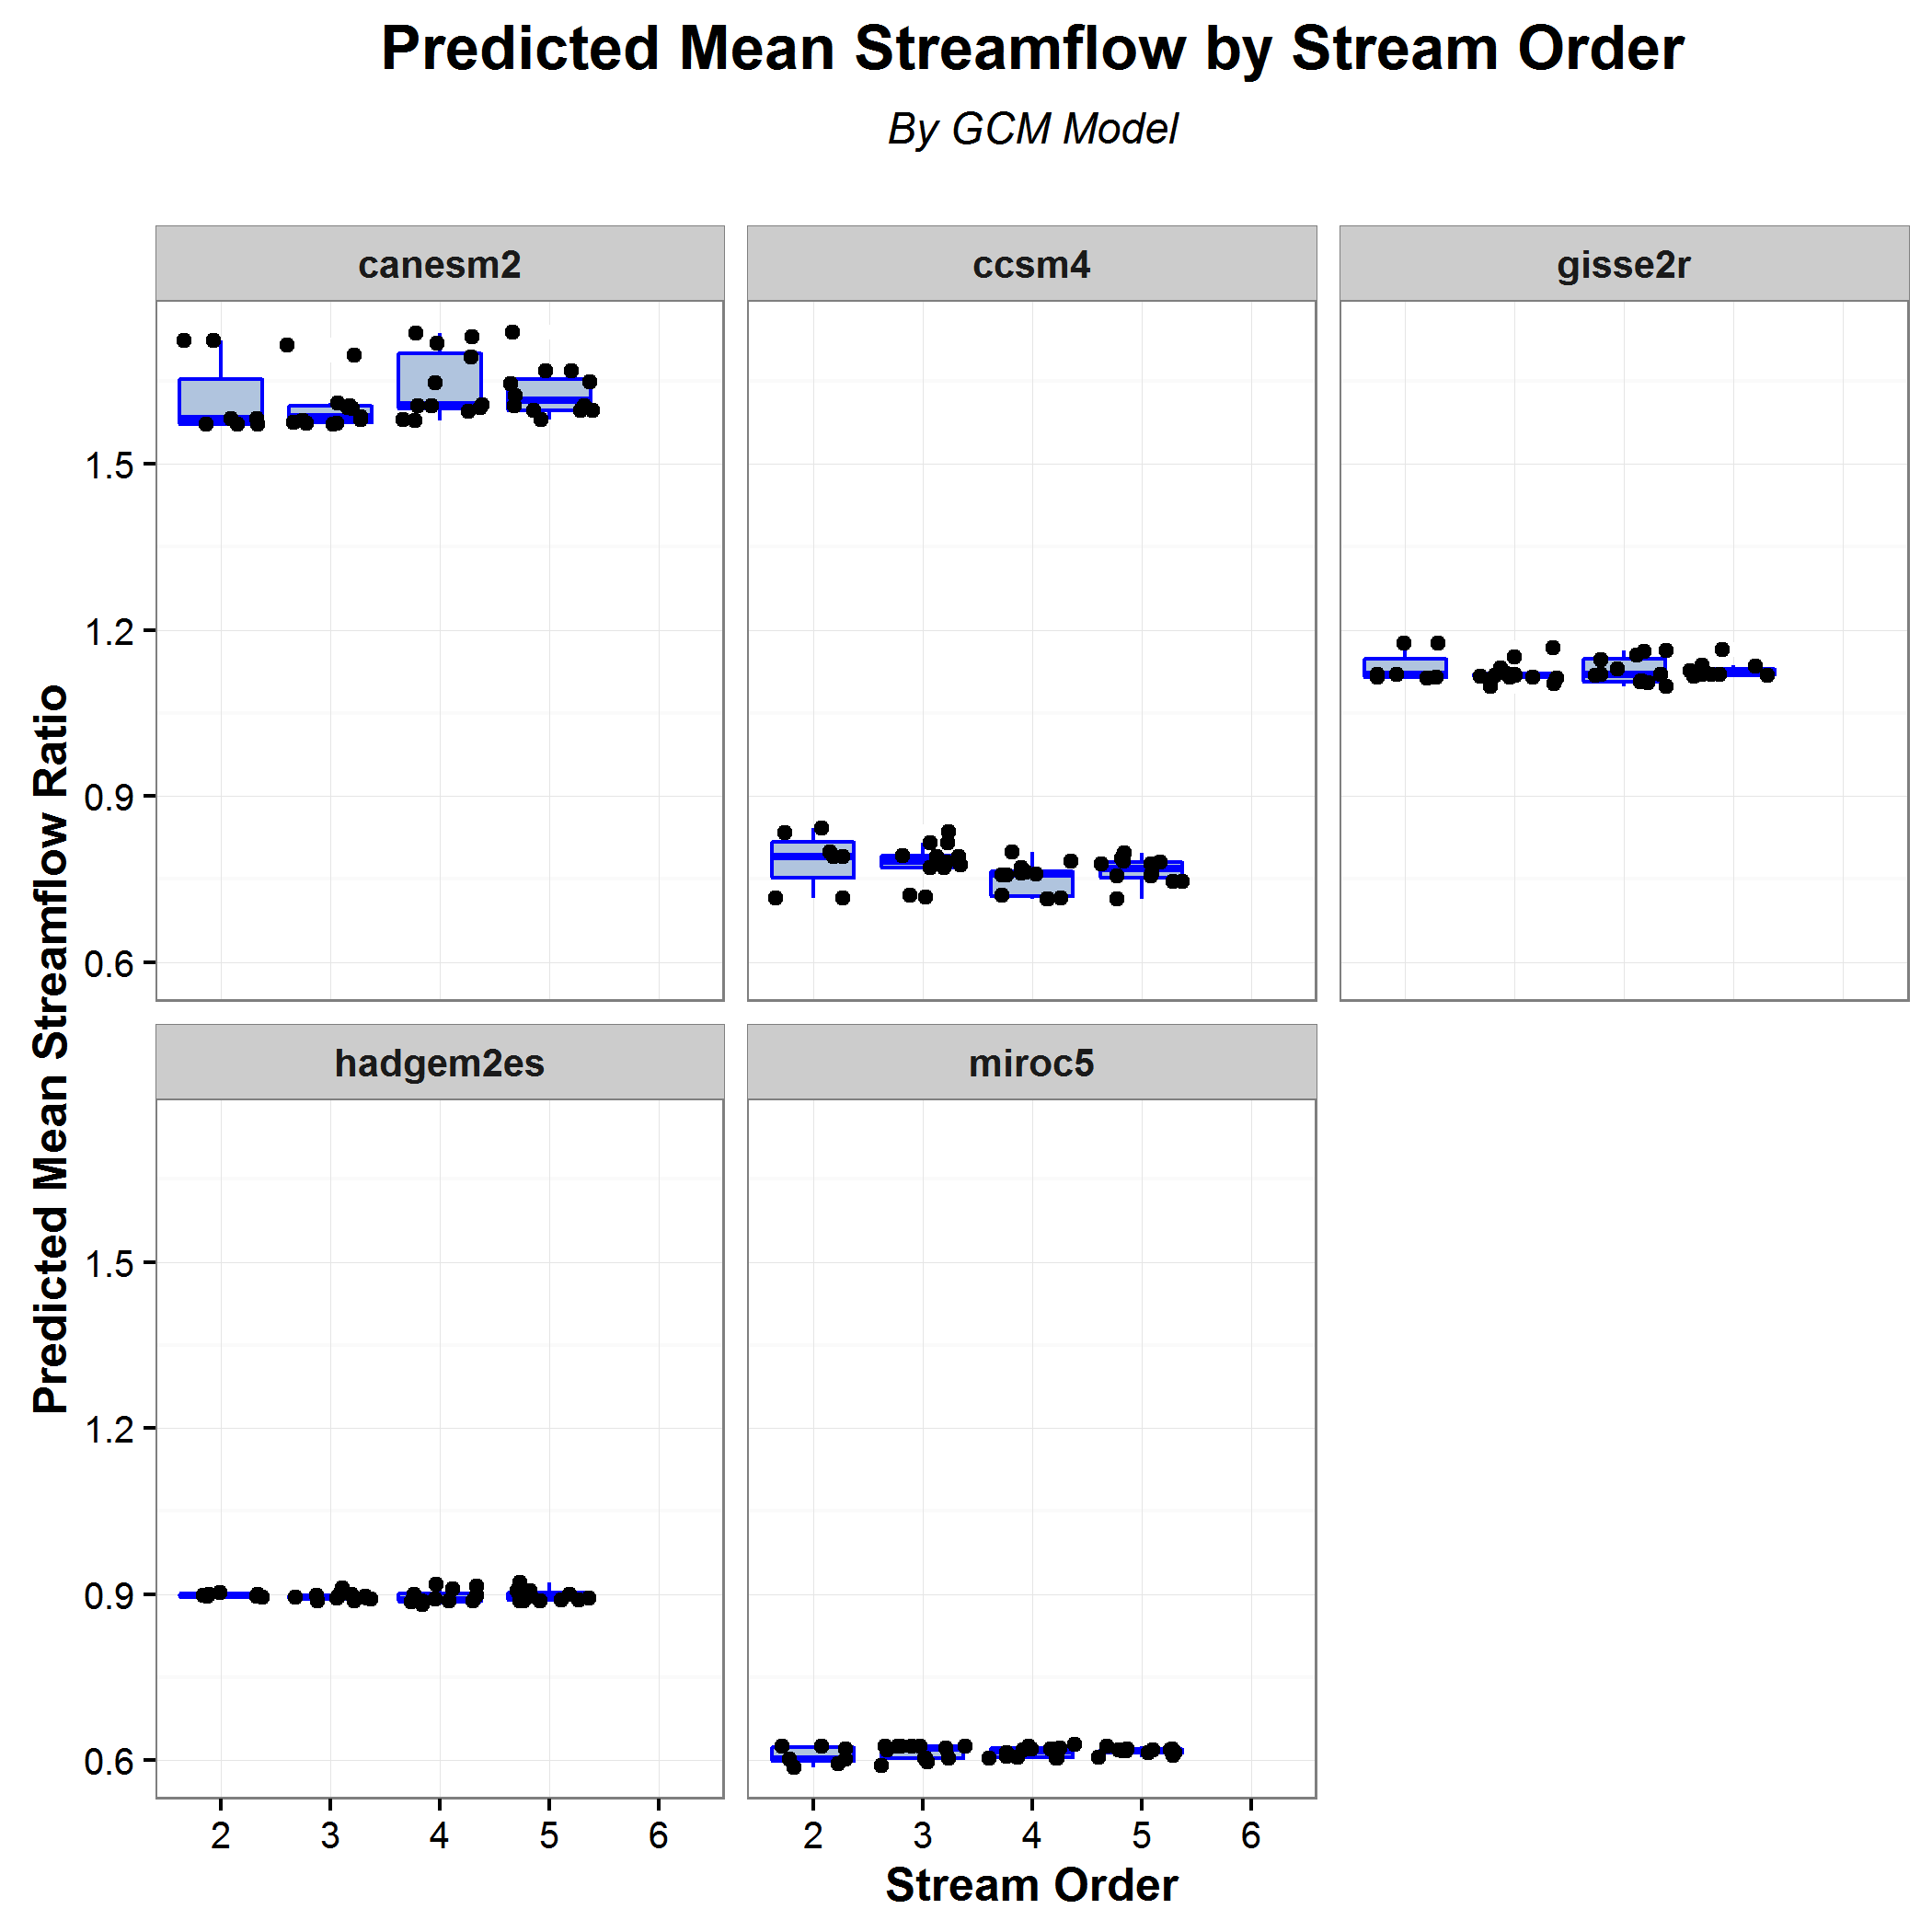 Predicted Mean Streamflow by Stream Order
By GCM Model
canesm2
ccsm4
gisse2r
1.5
1.2
0.9
0.6
Predicted Mean Streamflow Ratio
hadgem2es
miroc5
1.5
1.2
0.9
0.6
2 3 4 5 6
2 3 4 5 6
Stream Order